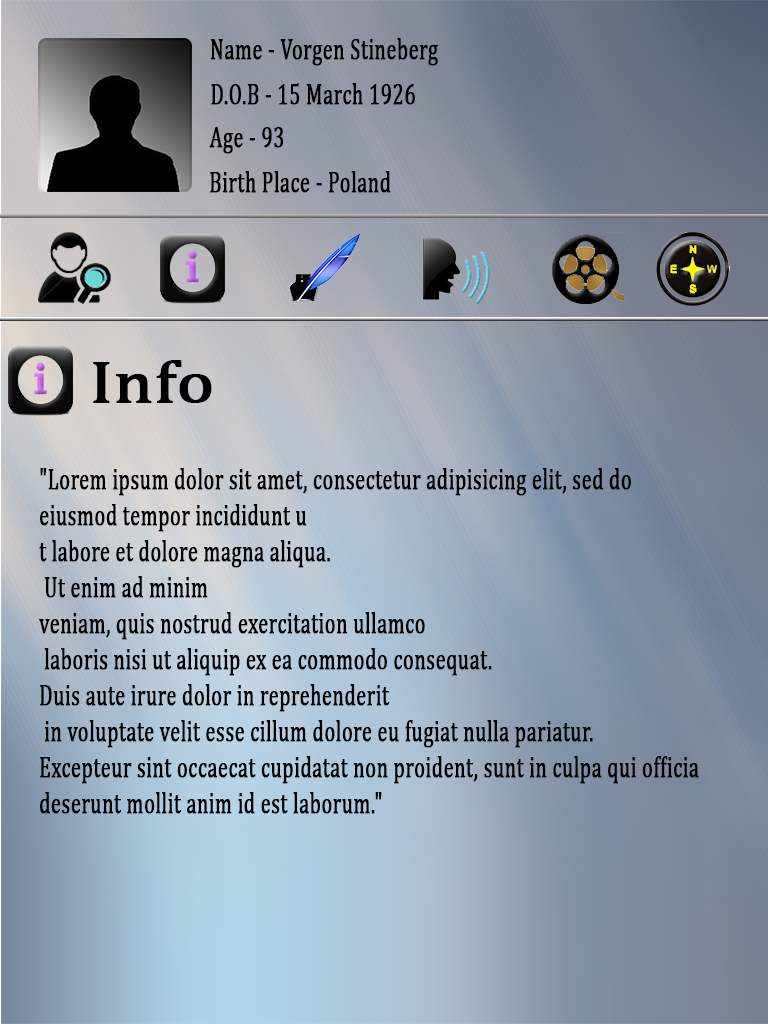 Name - Vorgen Stineberg
D.O.B - 15 March 1926
Age - 93
Birth Place - Poland
i
N
E W
S
i Info
"Lorem ipsum dolor sit amet, consectetur adipisicing elit, sed do
eiusmod tempor incididunt u
t labore et dolore magna aliqua.
Ut enim ad minim
veniam, quis nostrud exercitation ullamco
laboris nisi ut aliquip ex ea commodo consequat.
Duis aute irure dolor in reprehenderit
in voluptate velit esse cillum dolore eu fugiat nulla pariatur.
Excepteur sint occaecat cupidatat non proident, sunt in culpa qui officia
deserunt mollit anim id est laborum."